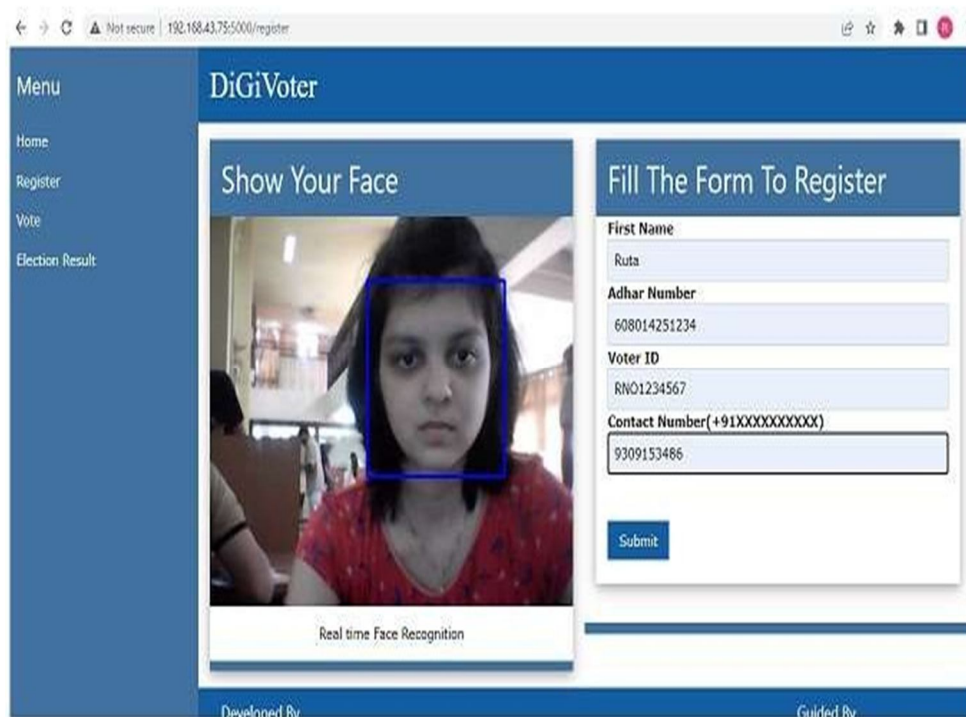 Not secure | 192.168.43.75:5000/register
Menu
DiGiVoter
Home
Register
Vote
Election Result
Show Your Face
Real time Face Recognition
Fill The Form To Register
First Name
Ruta
Adhar Number
608014251234
Voter ID
RNO1234567
Contact Number(+91XXXXXXXXXX)
9309153486
Submit
Developed By
Guided By